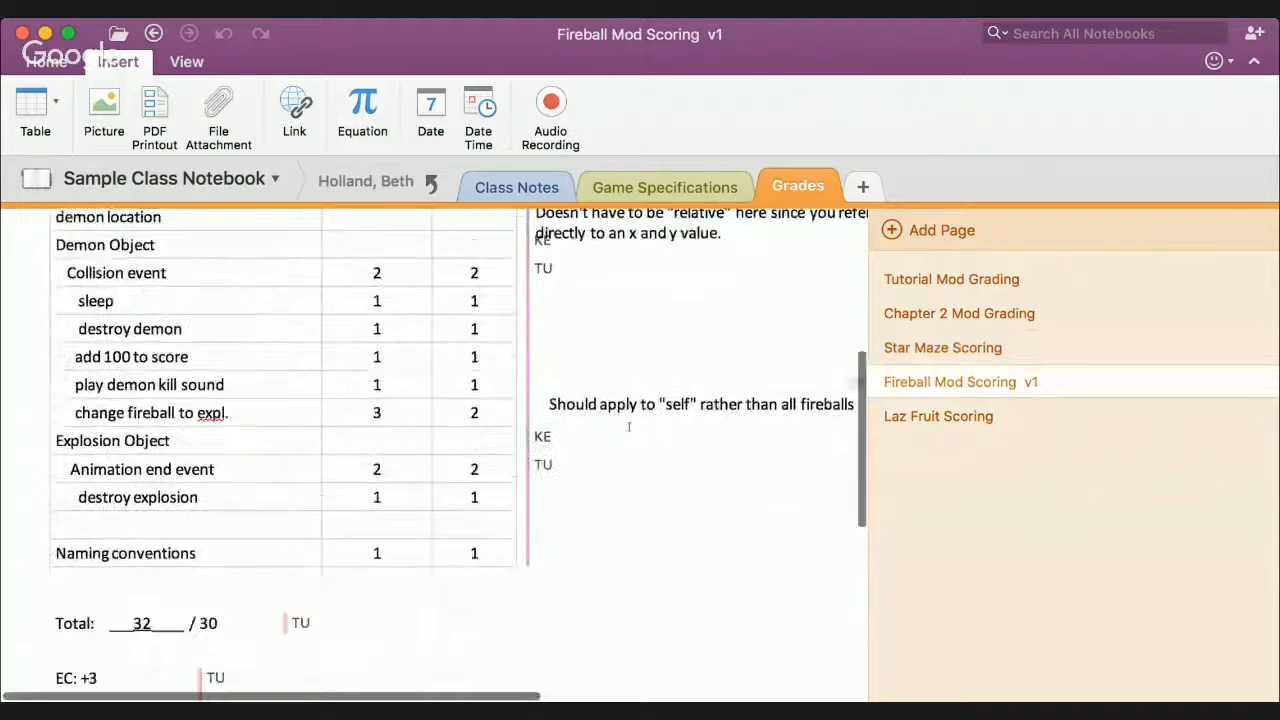 Fireball Mod Scoring v1
Search All Notebooks
Google
Home Insert View
Table Picture PDF Printout File Attachment Link Equation 7 Date Date Time Audio Recording
Sample Class Notebook Holland, Beth Class Notes Game Specifications Grades +
demon location
Demon Object
Collision event 2 2
sleep 1 1
destroy demon 1 1
add 100 to score 1 1
play demon kill sound 1 1
change fireball to expl. 3 2
Explosion Object
Animation end event 2 2
destroy explosion 1 1
Naming conventions 1 1
Total: 32 / 30 TU
EC: +3 TU
Doesn't have to be "relative" here since you refer
directly to an x and y value.
KE
TU
Should apply to "self" rather than all fireballs
KE
TU
Add Page
Tutorial Mod Grading
Chapter 2 Mod Grading
Star Maze Scoring
Fireball Mod Scoring v1
Laz Fruit Scoring